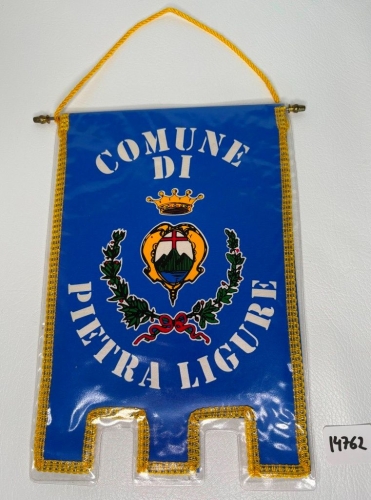 COMUNE
DI
PIETRA LIGURE
14762